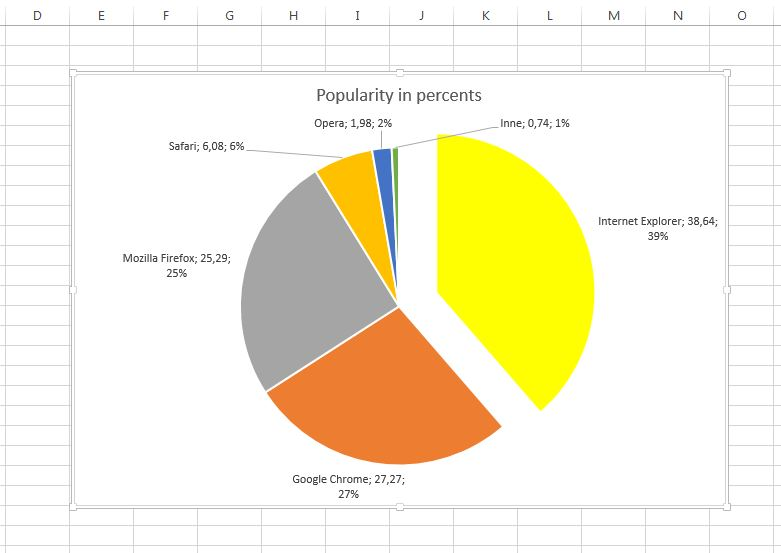 D E F G H I J K L M N O
Popularity in percents
Opera; 1,98; 2%
Inne; 0,74; 1%
Safari; 6,08; 6%
Internet Explorer; 38,64;
39%
Mozilla Firefox; 25,29;
25%
Google Chrome; 27,27;
27%